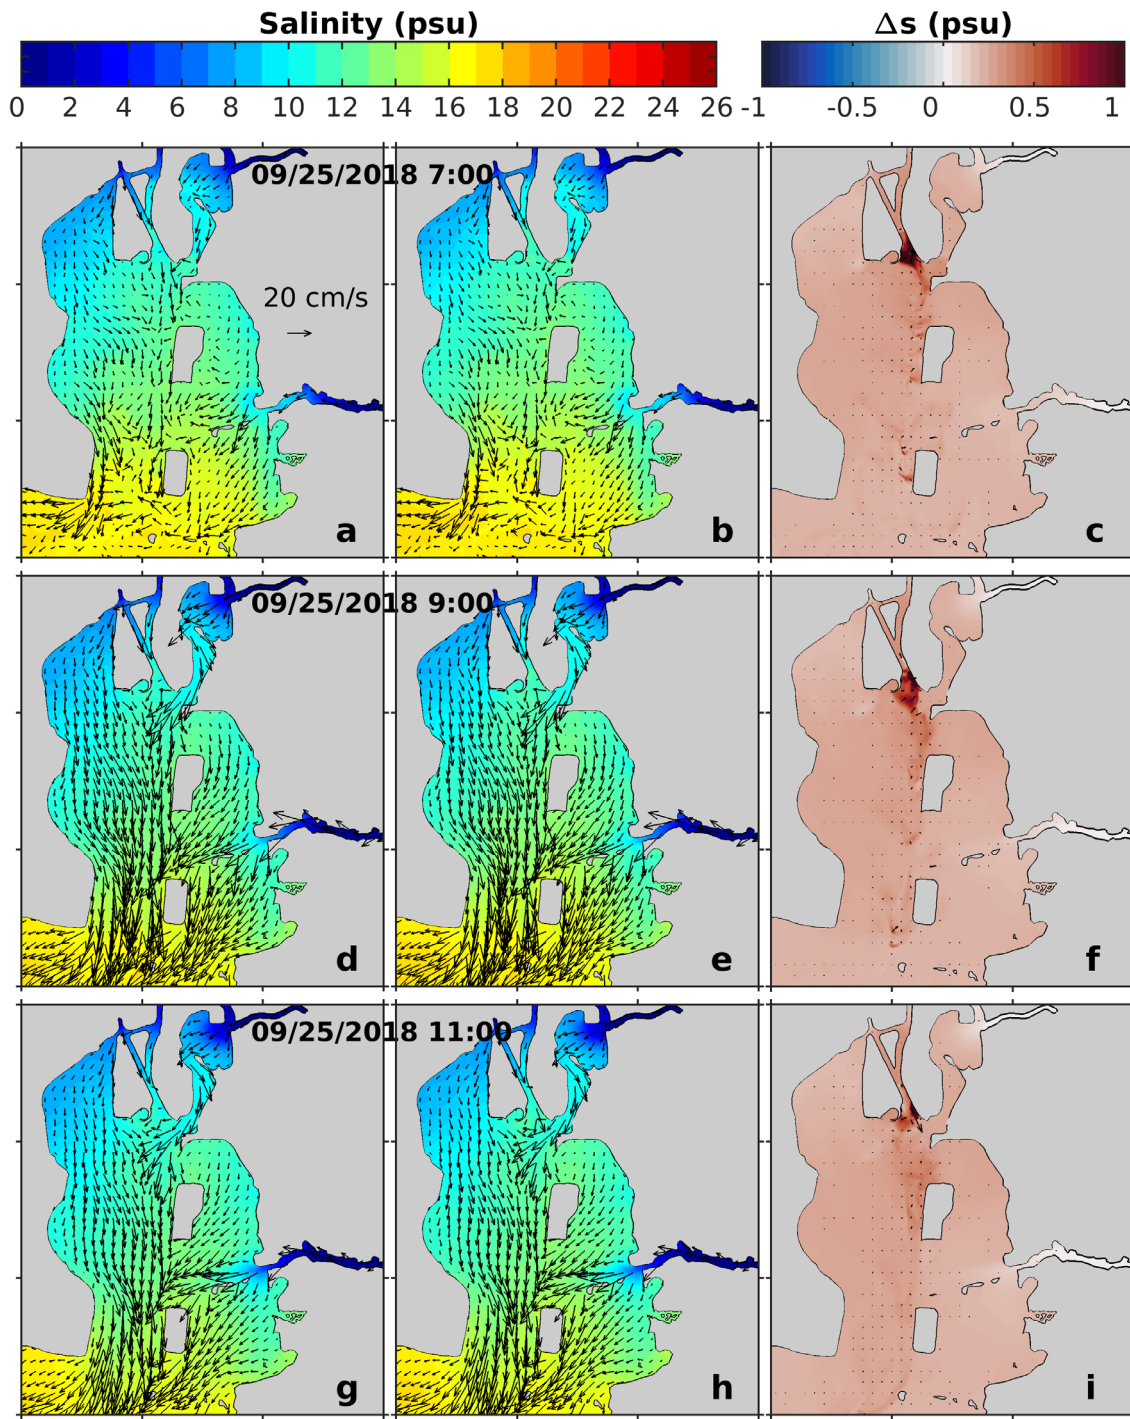 Salinity (psu)
Δs (psu)
0 2 4 6 8 10 12 14 16 18 20 22 24 26
-1 -0.5 0 0.5 1
09/25/2018 7:00
20 cm/s
a
b
c
09/25/2018 9:00
d
e
f
09/25/2018 11:00
g
h
i